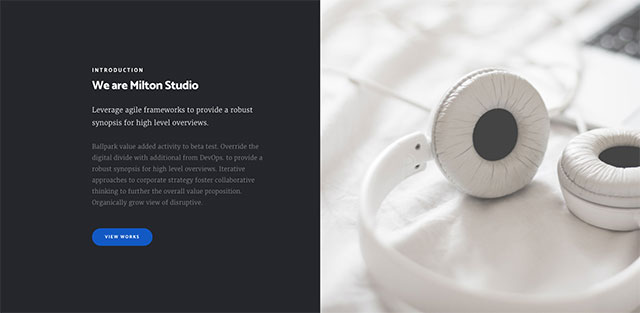 INTRODUCTION
We are Milton Studio
Leverage agile frameworks to provide a robust
synopsis for high level overviews.
Ballpark value added activity to beta test. Override the
digital divide with additional from DevOps. to provide a
robust synopsis for high level overviews. Iterative
approaches to corporate strategy foster collaborative
thinking to further the overall value proposition.
Organically grow view of disruptive.
VIEW WORKS